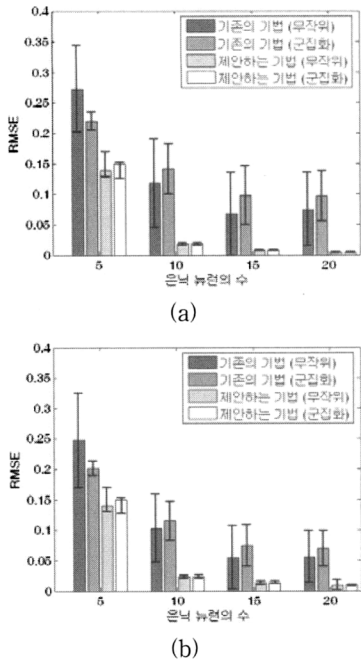 0.4
0.35
0.3
0.25
0.2
0.15
0.1
0.05
0
RMSE
기존의 기법 (무작위)
기존의 기법 (군집화)
제안하는 기법 (무작위)
제안하는 기법 (군집화)
5 10 15 20
은닉 뉴런의 수
(a)
0.4
0.35
0.3
0.25
0.2
0.15
0.1
0.05
0
RMSE
기존의 기법 (무작위)
기존의 기법 (군집화)
제안하는 기법 (무작위)
제안하는 기법 (군집화)
5 10 15 20
은닉 뉴런의 수
(b)